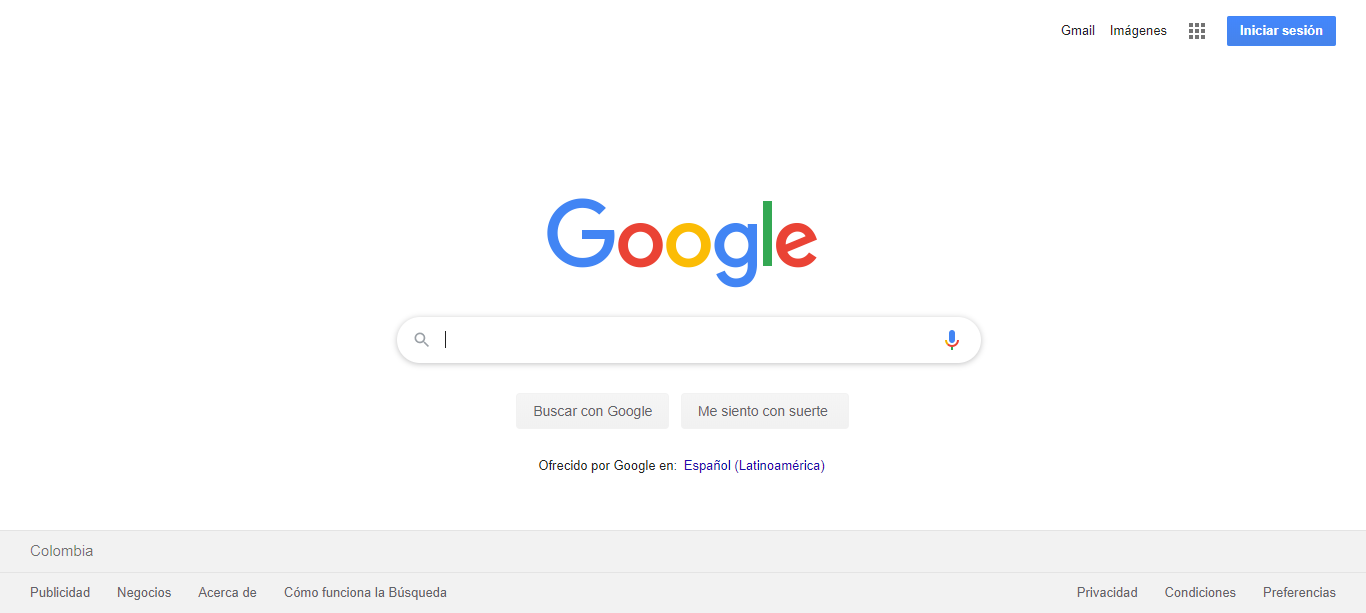 Gmail Imágenes Iniciar sesión
Google
Buscar con Google Me siento con suerte
Ofrecido por Google en: Español (Latinoamérica)
Colombia
Publicidad Negocios Acerca de Cómo funciona la Búsqueda Privacidad Condiciones Preferencias